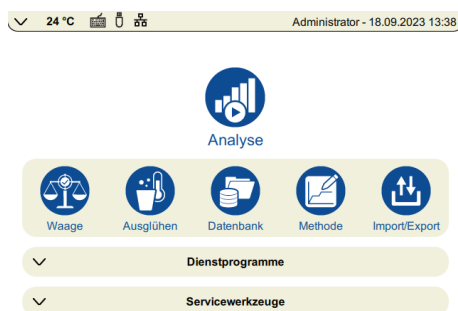 24 °C Administrator - 18.09.2023 13:38
Analyse
Waage Ausglühen Datenbank Methode Import/Export
Dienstprogramme
Servicewerkzeuge